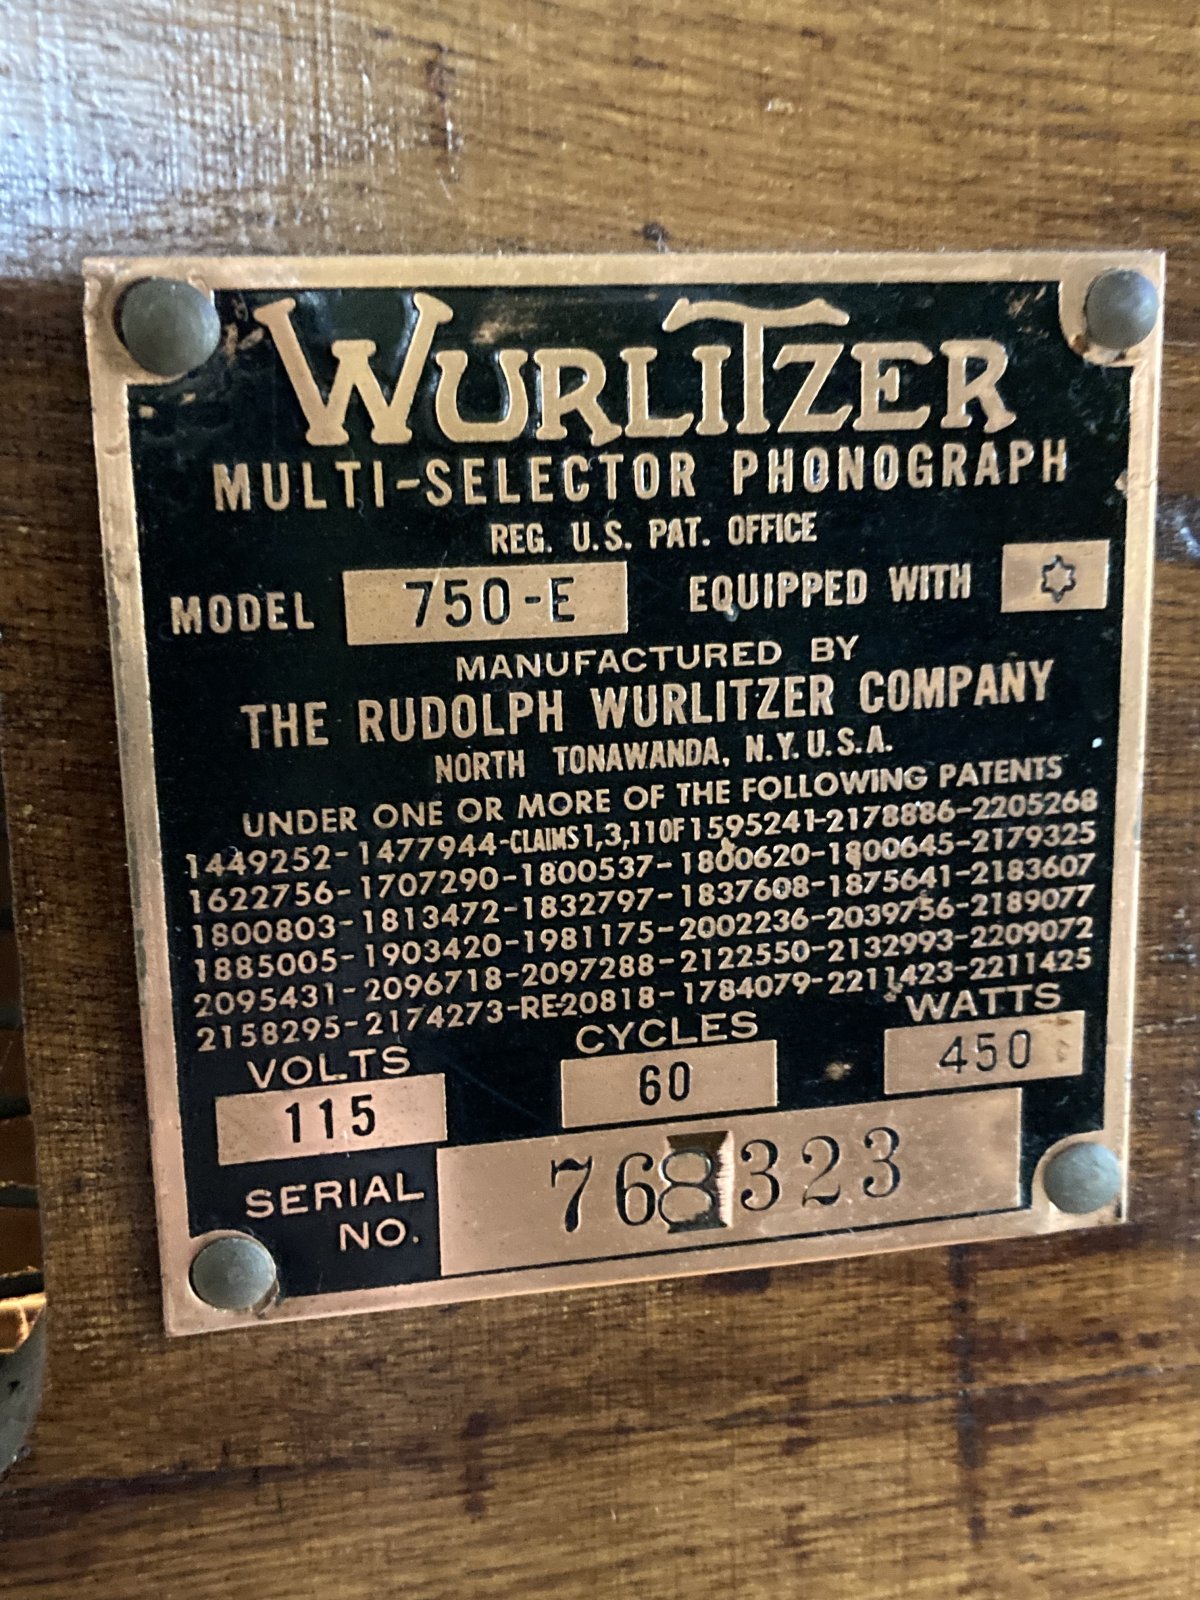 WURLITZER
MULTI-SELECTOR PHONOGRAPH
REG. U.S. PAT. OFFICE
MODEL 750-E EQUIPPED WITH
MANUFACTURED BY
THE RUDOLPH WURLITZER COMPANY
NORTH TONAWANDA, N.Y. U.S.A.
UNDER ONE OR MORE OF THE FOLLOWING PATENTS
1449252-1477944-CLAIMS 1,3,11 OF 1595241-2178886-2205268
1622756-1707290-1800537-1800620-1800645-2179325
1800803-1813472-1832797-1837608-1875641-2183607
1885005-1903420-1981175-2002236-2039756-2189077
2095431-2096718-2097288-2122550-2132993-2209072
2158295-2174273-RE-20818-1784079-2211423-2211425
VOLTS CYCLES WATTS
115 60 450
SERIAL NO. 768323